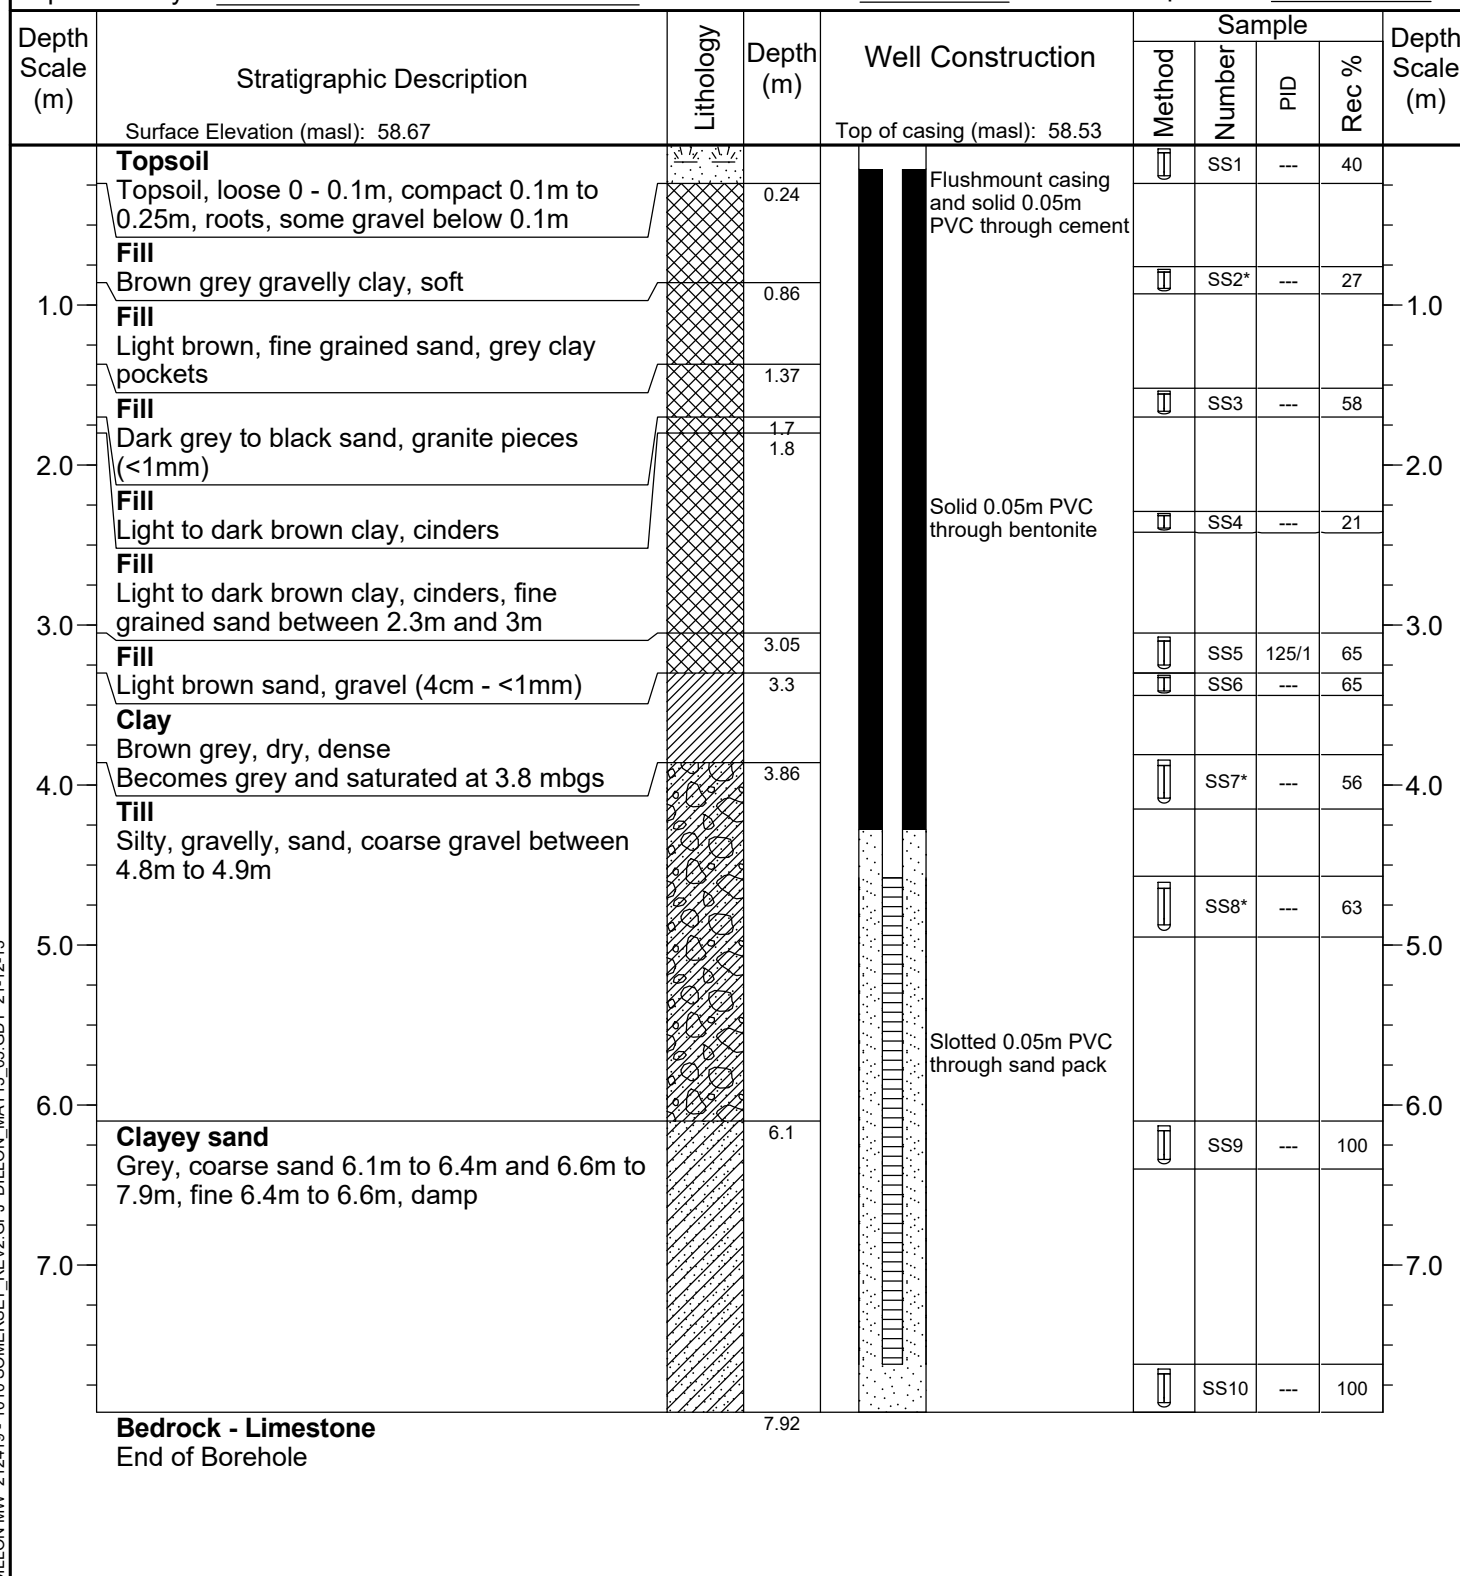 Depth
Scale
(m)
Stratigraphic Description
Surface Elevation (masl): 58.67
Lithology
Depth
(m)
Well Construction
Top of casing (masl): 58.53
Sample
Method
Number
PID
Rec %
Depth
Scale
(m)
Topsoil
Topsoil, loose 0 - 0.1m, compact 0.1m to
0.25m, roots, some gravel below 0.1m
Fill
Brown grey gravelly clay, soft
Fill
Light brown, fine grained sand, grey clay
pockets
Fill
Dark grey to black sand, granite pieces
(<1mm)
Fill
Light to dark brown clay, cinders
Fill
Light to dark brown clay, cinders, fine
grained sand between 2.3m and 3m
Fill
Light brown sand, gravel (4cm - <1mm)
Clay
Brown grey, dry, dense
Becomes grey and saturated at 3.8 mbgs
Till
Silty, gravelly, sand, coarse gravel between
4.8m to 4.9m
Clayey sand
Grey, coarse sand 6.1m to 6.4m and 6.6m to
7.9m, fine 6.4m to 6.6m, damp
Bedrock - Limestone
End of Borehole
1.0
2.0
3.0
4.0
5.0
6.0
7.0
0.24
0.86
1.37
1.7
1.8
3.05
3.3
3.86
6.1
7.92
Flushmount casing
and solid 0.05m
PVC through cement
Solid 0.05m PVC
through bentonite
Slotted 0.05m PVC
through sand pack
SS1 --- 40
SS2* --- 27
SS3 --- 58
SS4 --- 21
SS5 125/1 65
SS6 --- 65
SS7* --- 56
SS8* --- 63
SS9 --- 100
SS10 --- 100
1.0
2.0
3.0
4.0
5.0
6.0
7.0